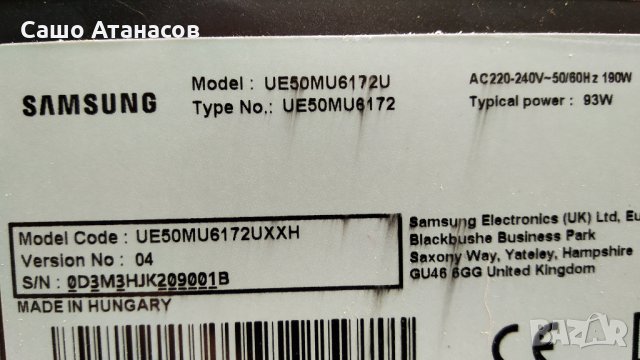 Сашо Атанасов
SAMSUNG
Model : UE50MU6172U
Type No.: UE50MU6172
AC220-240V~50/60Hz 190W
Typical power : 93W
Model Code : UE50MU6172UXXH
Version No : 04
S/N : 0D3M3HJK209001B
MADE IN HUNGARY
Samsung Electronics (UK) Ltd, Eu
Blackbushe Business Park
Saxony Way, Yateley, Hampshire
GU46 6GG United Kingdom
CE
bazar